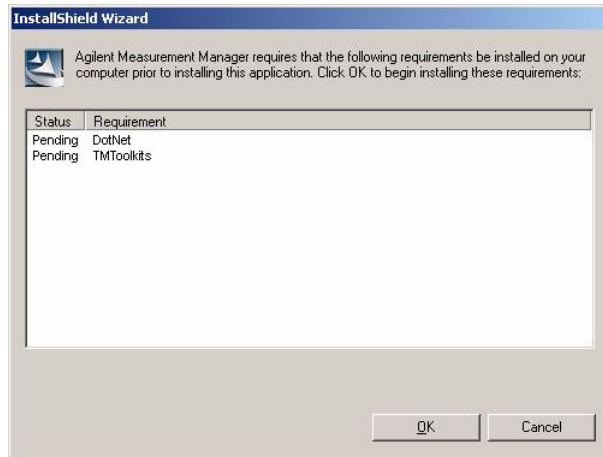 InstallShield Wizard
Agilent Measurement Manager requires that the following requirements be installed on your
computer prior to installing this application. Click OK to begin installing these requirements:
Status Requirement
Pending DotNet
Pending TMToolkits
OK Cancel